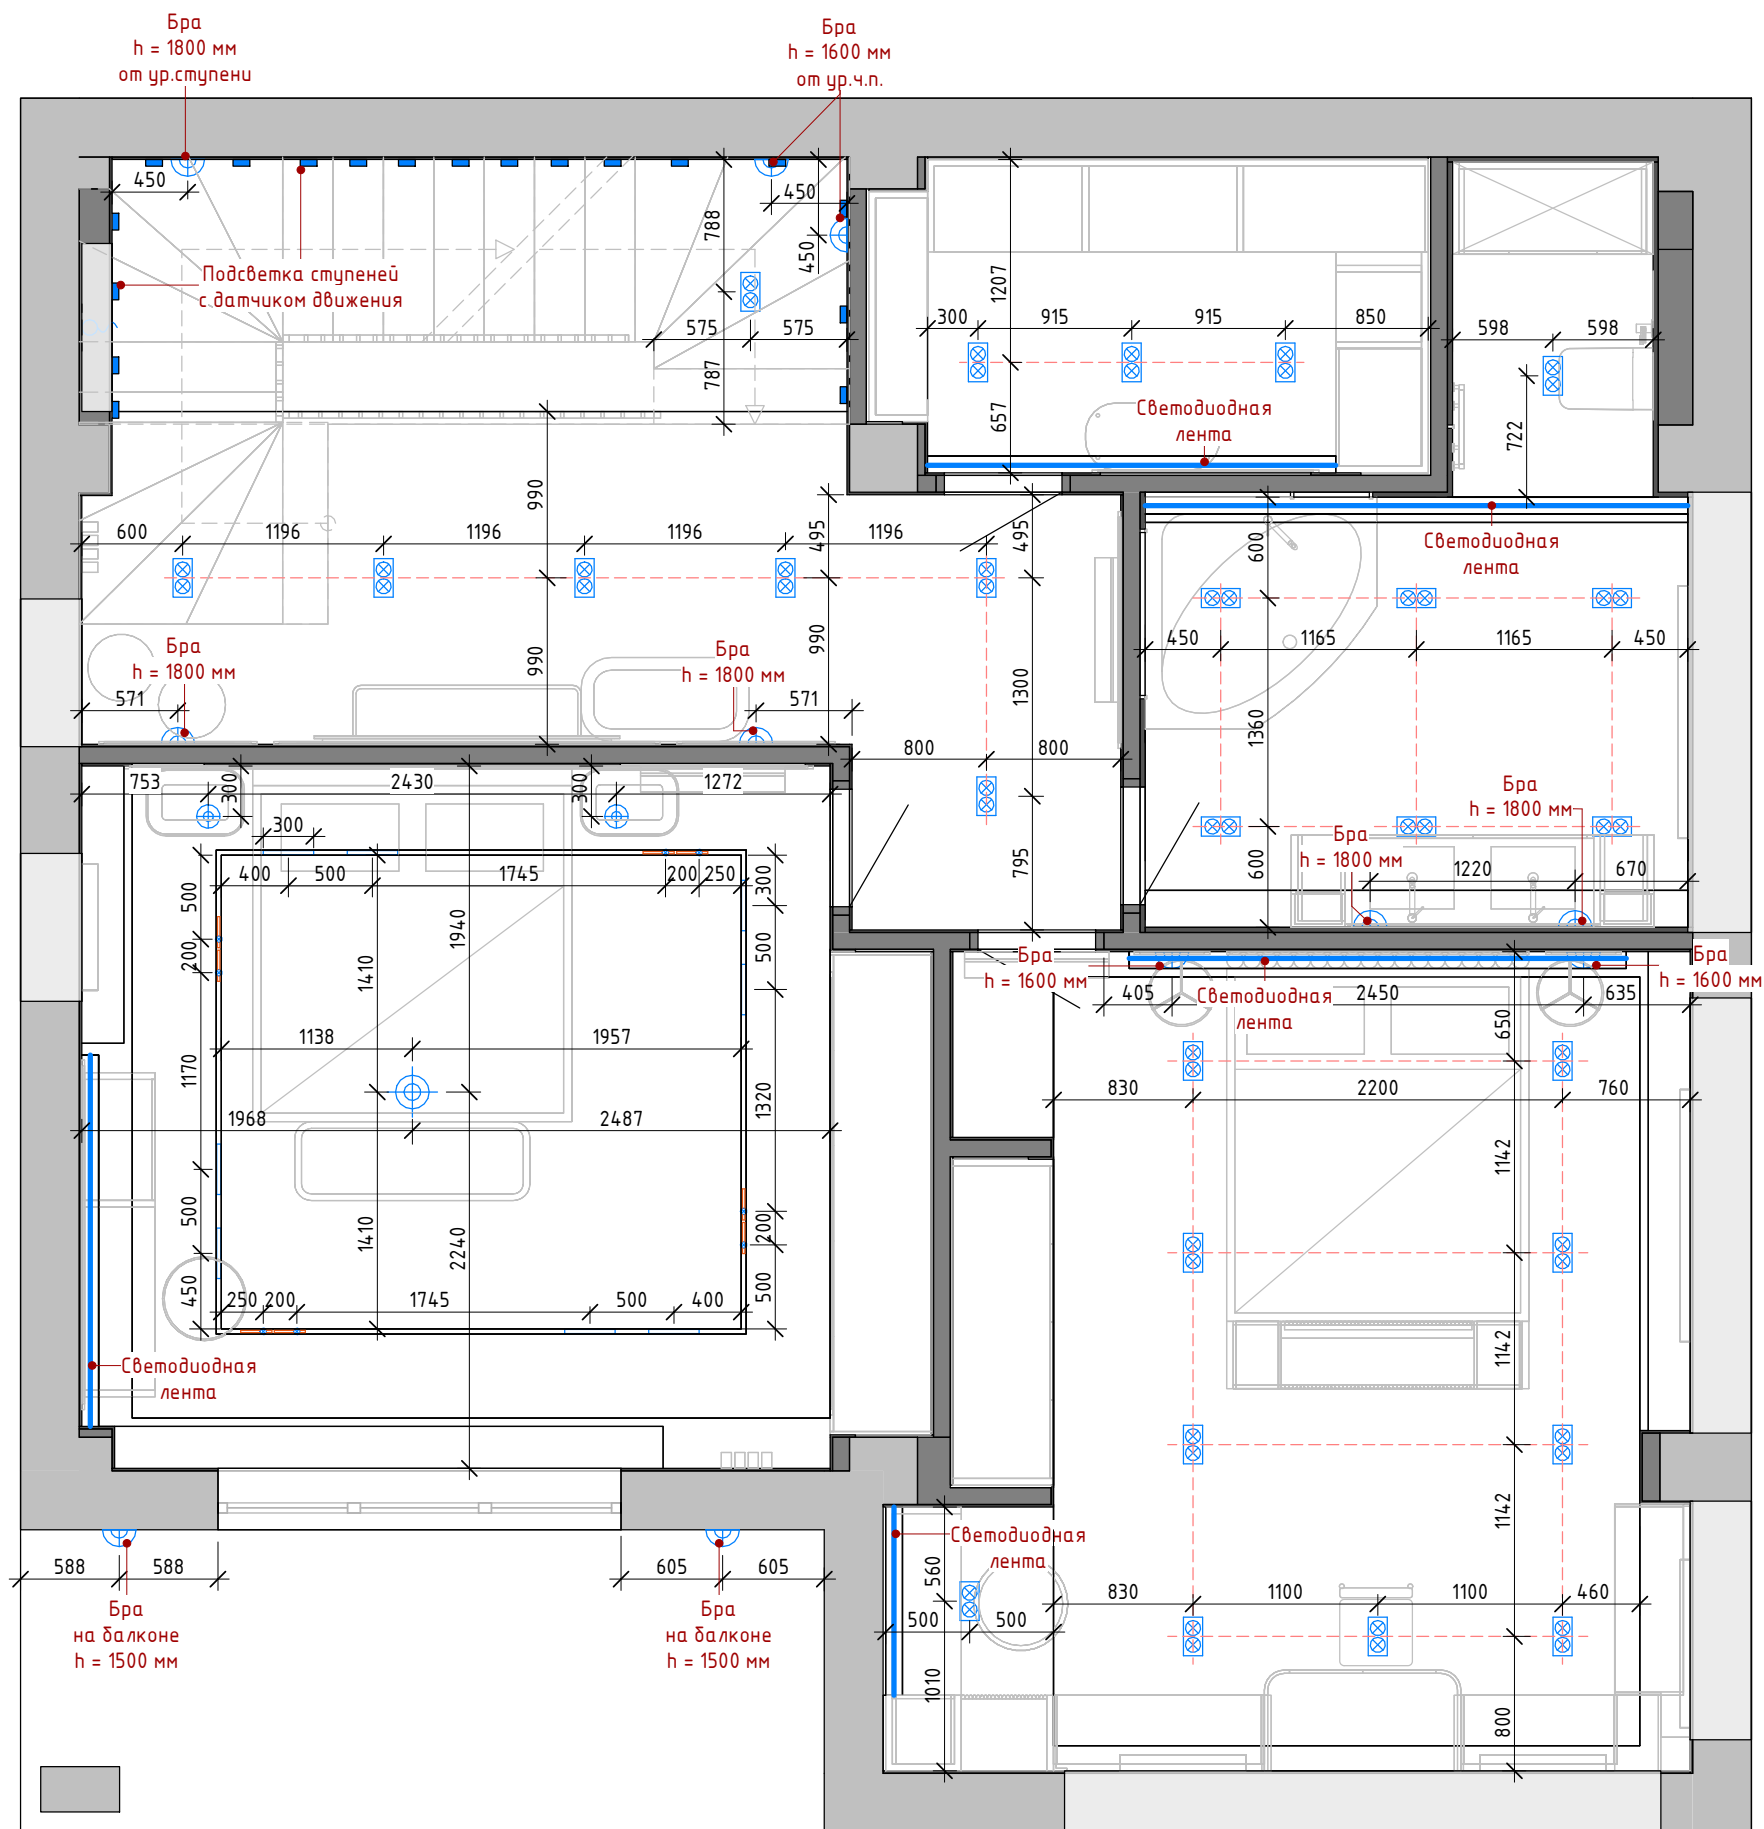 Бра
h = 1800 мм
от ур.ступени
Бра
h = 1600 мм
от ур.ч.п.
450
450
788
450
Подсветка ступеней
с датчиком движения
1207
300
915
915
850
575
575
598
598
787
657
Светодиодная
лента
722
990
600
1196
1196
1196
1196
495
495
600
Светодиодная
лента
Бра
h = 1800 мм
571
990
Бра
h = 1800 мм
571
990
1300
450
1165
1165
450
1360
800
800
753
300
2430
300
1272
Бра
h = 1800 мм
Бра
h = 1800 мм
300
795
600
1220
670
400
500
1745
200
250
300
500
200
1940
1410
500
Бра
h = 1600 мм
Бра
h = 1600 мм
405
Светодиодная
лента
2450
635
650
1138
1957
1170
1320
1968
2487
830
2200
760
1142
500
1410
2240
200
450
250
200
1745
500
400
500
1142
Светодиодная
лента
1142
Светодиодная
лента
588
588
605
605
560
830
1100
1100
460
500
500
Бра
на балконе
h = 1500 мм
Бра
на балконе
h = 1500 мм
1010
800